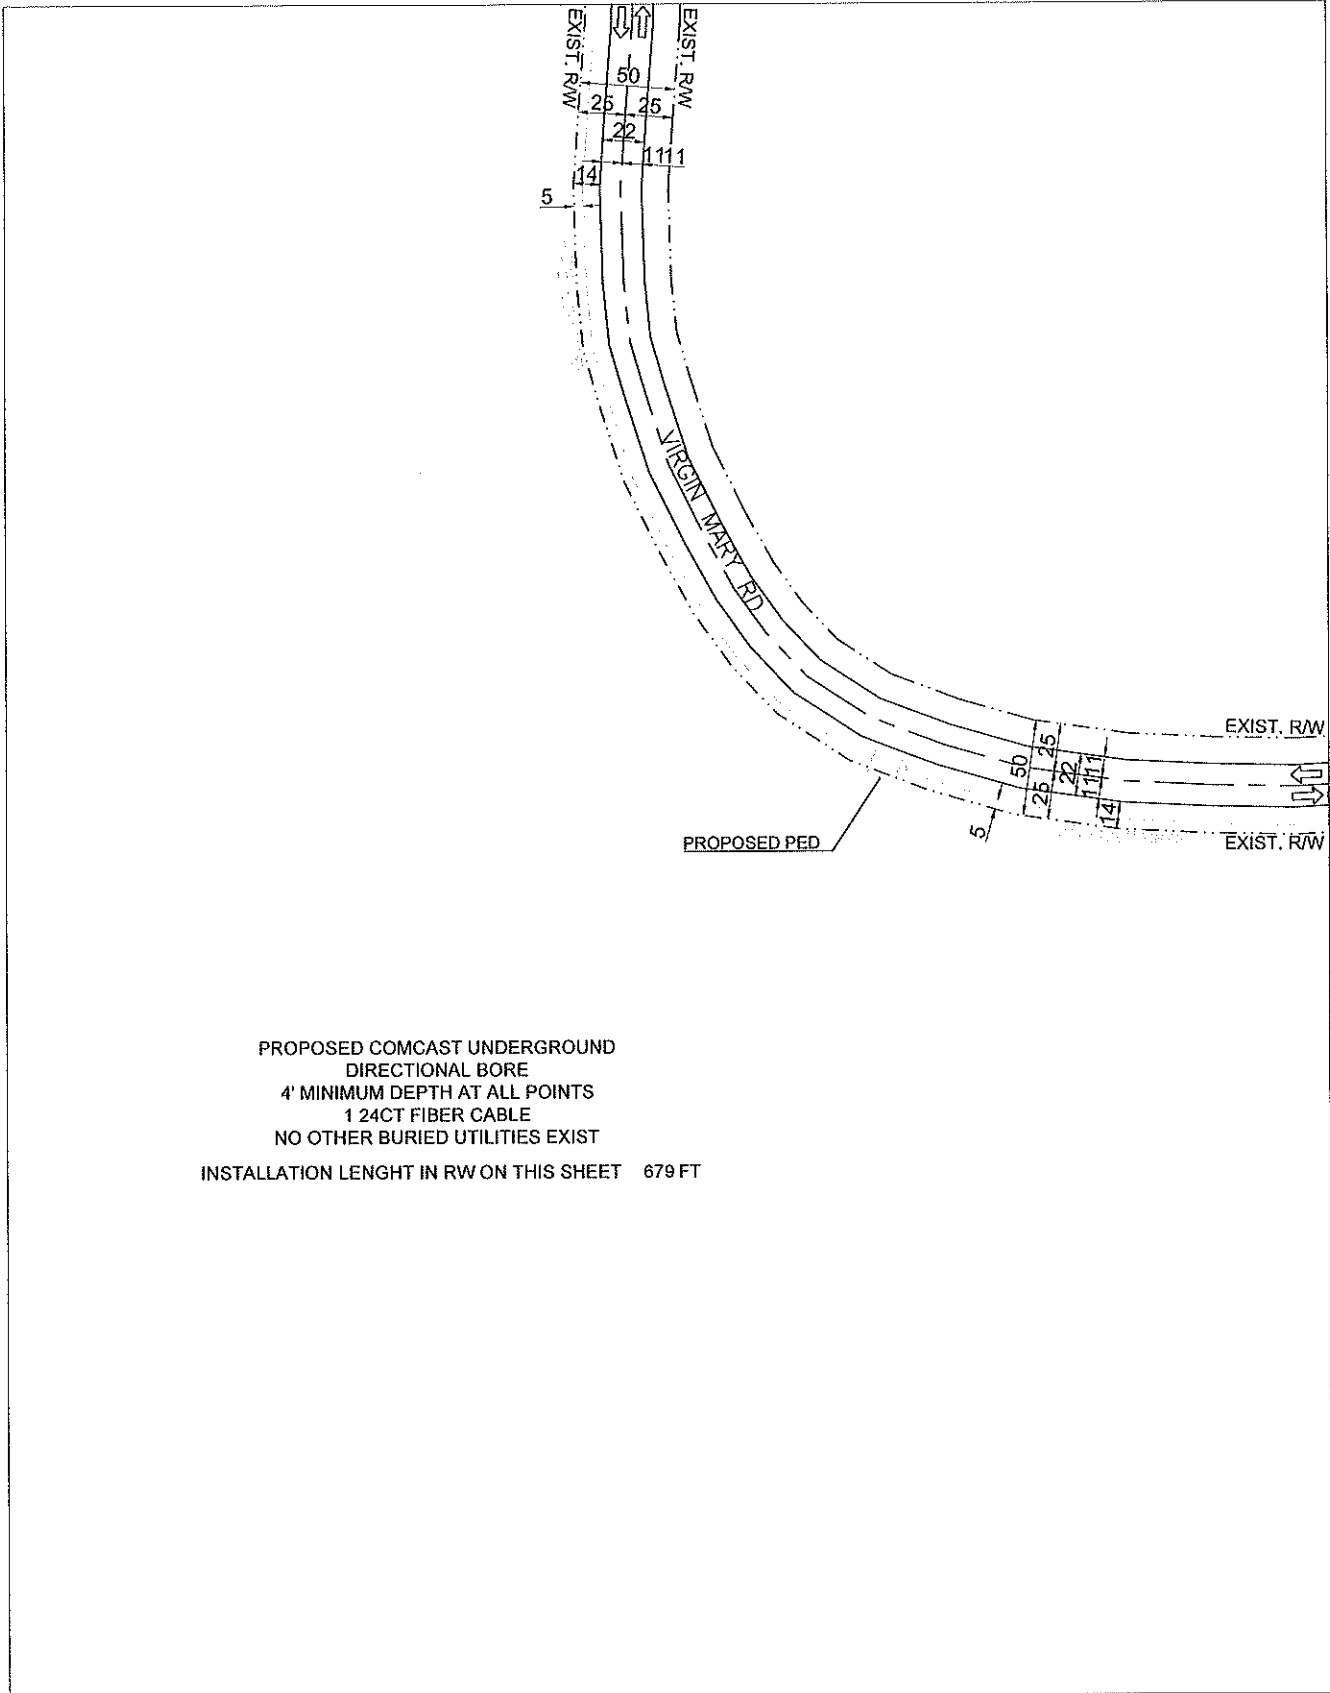 EXIST. R/W
EXIST. R/W
50
25 25
22
11 11
14
5
VIRGIN MARY RD
EXIST. R/W
25
50
22
11 11
25
14
5
EXIST. R/W
PROPOSED PED
PROPOSED COMCAST UNDERGROUND
DIRECTIONAL BORE
4' MINIMUM DEPTH AT ALL POINTS
1 24CT FIBER CABLE
NO OTHER BURIED UTILITIES EXIST
INSTALLATION LENGHT IN RW ON THIS SHEET 679 FT